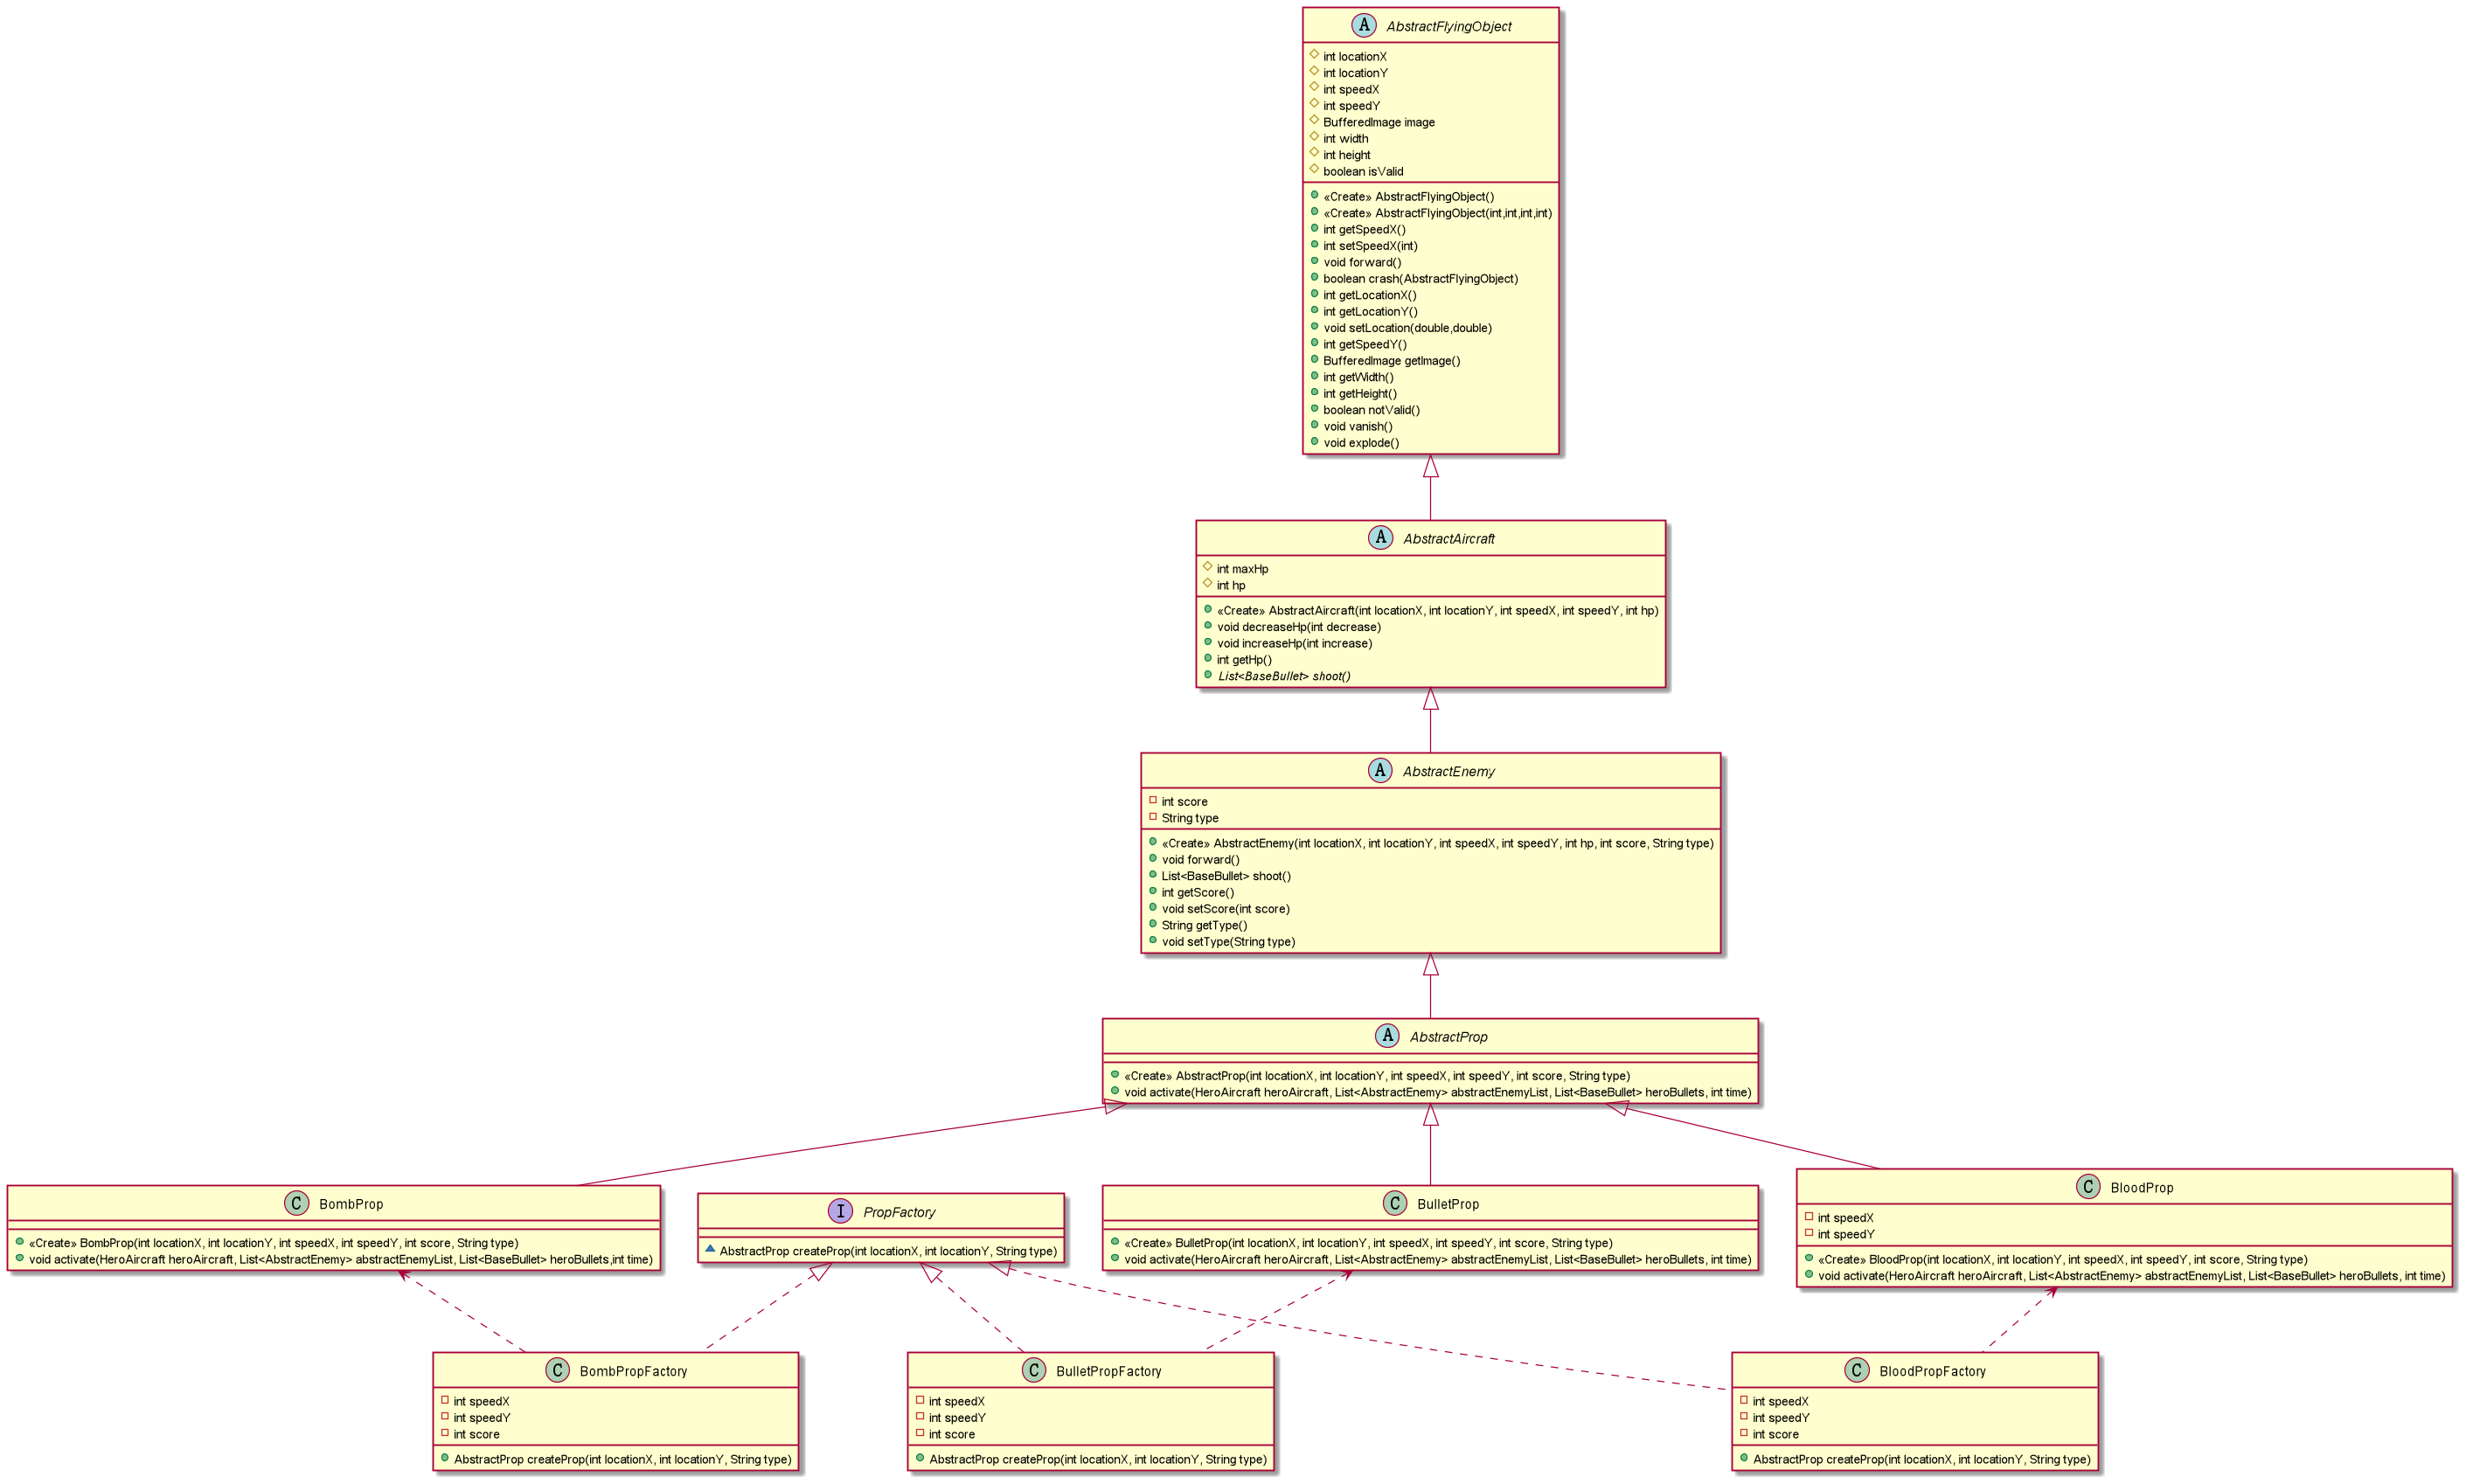 A AbstractFlyingObject
int locationX
int locationY
int speedX
int speedY
BufferedImage image
int width
int height
boolean isValid
«Create» AbstractFlyingObject()
«Create» AbstractFlyingObject(int,int,int,int)
int getSpeedX()
int setSpeedX(int)
void forward()
boolean crash(AbstractFlyingObject)
int getLocationX()
int getLocationY()
void setLocation(double,double)
int getSpeedY()
BufferedImage getImage()
int getWidth()
int getHeight()
boolean notValid()
void vanish()
void explode()
A AbstractAircraft
int maxHp
int hp
«Create» AbstractAircraft(int locationX, int locationY, int speedX, int speedY, int hp)
void decreaseHp(int decrease)
void increaseHp(int increase)
int getHp()
List<BaseBullet> shoot()
A AbstractEnemy
int score
String type
«Create» AbstractEnemy(int locationX, int locationY, int speedX, int speedY, int hp, int score, String type)
void forward()
List<BaseBullet> shoot()
int getScore()
void setScore(int score)
String getType()
void setType(String type)
A AbstractProp
«Create» AbstractProp(int locationX, int locationY, int speedX, int speedY, int score, String type)
void activate(HeroAircraft heroAircraft, List<AbstractEnemy> abstractEnemyList, List<BaseBullet> heroBullets, int time)
C BombProp
«Create» BombProp(int locationX, int locationY, int speedX, int speedY, int score, String type)
void activate(HeroAircraft heroAircraft, List<AbstractEnemy> abstractEnemyList, List<BaseBullet> heroBullets,int time)
I PropFactory
AbstractProp createProp(int locationX, int locationY, String type)
C BulletProp
«Create» BulletProp(int locationX, int locationY, int speedX, int speedY, int score, String type)
void activate(HeroAircraft heroAircraft, List<AbstractEnemy> abstractEnemyList, List<BaseBullet> heroBullets, int time)
C BloodProp
int speedX
int speedY
«Create» BloodProp(int locationX, int locationY, int speedX, int speedY, int score, String type)
void activate(HeroAircraft heroAircraft, List<AbstractEnemy> abstractEnemyList, List<BaseBullet> heroBullets, int time)
C BombPropFactory
int speedX
int speedY
int score
AbstractProp createProp(int locationX, int locationY, String type)
C BulletPropFactory
int speedX
int speedY
int score
AbstractProp createProp(int locationX, int locationY, String type)
C BloodPropFactory
int speedX
int speedY
int score
AbstractProp createProp(int locationX, int locationY, String type)